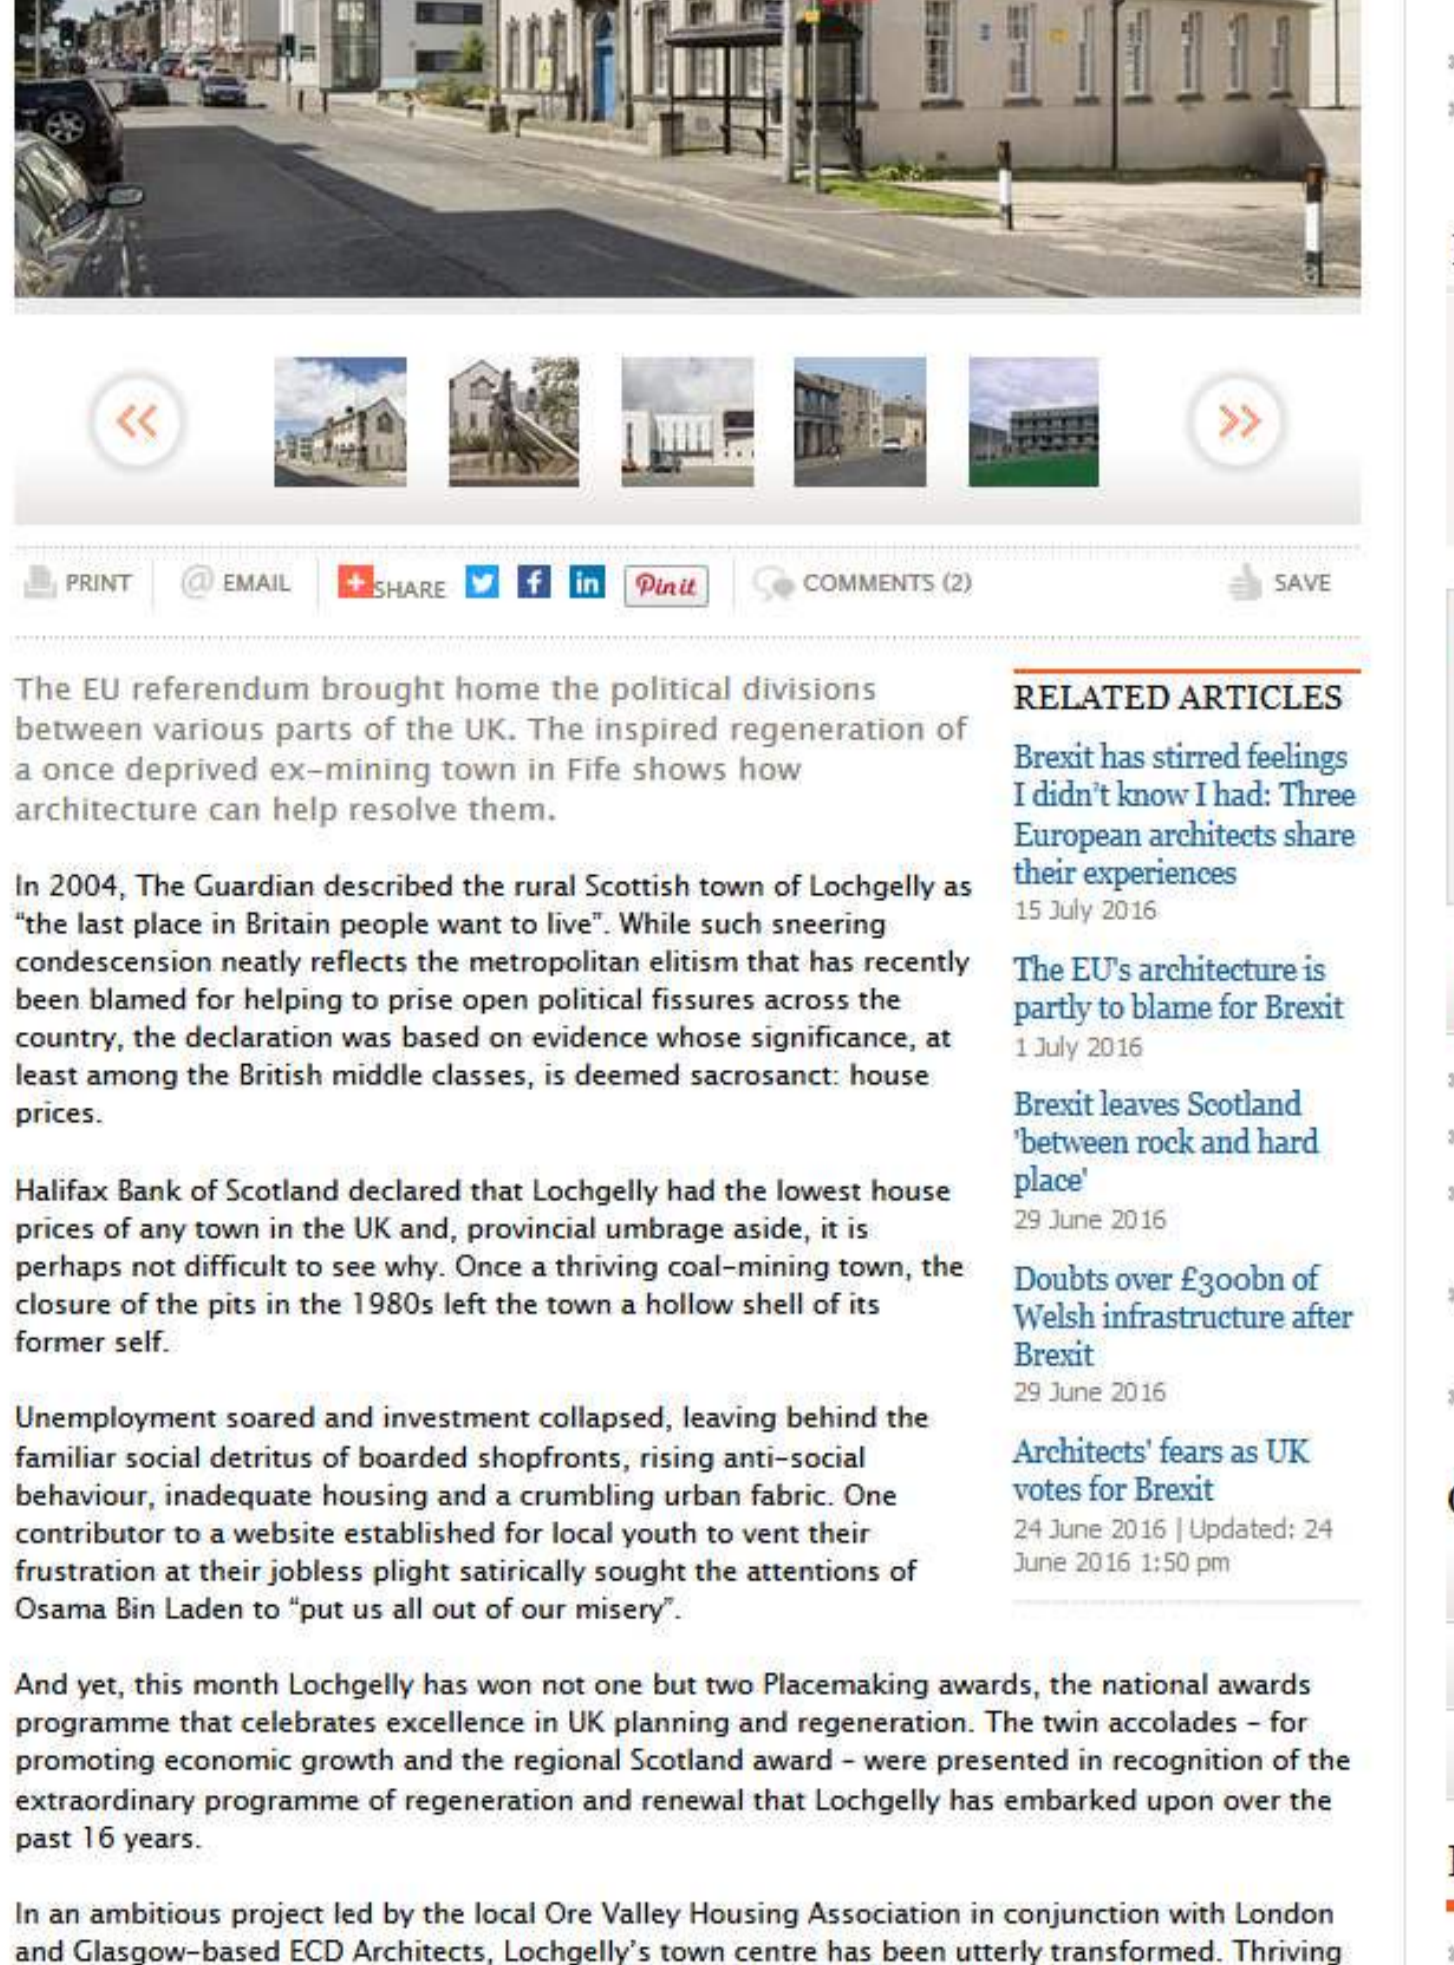 PRINT
EMAIL
SHARE
Pin it
COMMENTS (2)
SAVE
The EU referendum brought home the political divisions
between various parts of the UK. The inspired regeneration of
a once deprived ex-mining town in Fife shows how
architecture can help resolve them.
In 2004, The Guardian described the rural Scottish town of Lochgelly as
“the last place in Britain people want to live”. While such sneering
condescension neatly reflects the metropolitan elitism that has recently
been blamed for helping to prise open political fissures across the
country, the declaration was based on evidence whose significance, at
least among the British middle classes, is deemed sacrosanct: house
prices.
Halifax Bank of Scotland declared that Lochgelly had the lowest house
prices of any town in the UK and, provincial umbrage aside, it is
perhaps not difficult to see why. Once a thriving coal-mining town, the
closure of the pits in the 1980s left the town a hollow shell of its
former self.
Unemployment soared and investment collapsed, leaving behind the
familiar social detritus of boarded shopfronts, rising anti-social
behaviour, inadequate housing and a crumbling urban fabric. One
contributor to a website established for local youth to vent their
frustration at their jobless plight satirically sought the attentions of
Osama Bin Laden to “put us all out of our misery”.
RELATED ARTICLES
Brexit has stirred feelings
I didn't know I had: Three
European architects share
their experiences
15 July 2016
The EU's architecture is
partly to blame for Brexit
1 July 2016
Brexit leaves Scotland
'between rock and hard
place'
29 June 2016
Doubts over £300bn of
Welsh infrastructure after
Brexit
29 June 2016
Architects' fears as UK
votes for Brexit
24 June 2016 | Updated: 24
June 2016 1:50 pm
And yet, this month Lochgelly has won not one but two Placemaking awards, the national awards
programme that celebrates excellence in UK planning and regeneration. The twin accolades – for
promoting economic growth and the regional Scotland award – were presented in recognition of the
extraordinary programme of regeneration and renewal that Lochgelly has embarked upon over the
past 16 years.
In an ambitious project led by the local Ore Valley Housing Association in conjunction with London
and Glasgow-based ECD Architects, Lochgelly's town centre has been utterly transformed. Thriving